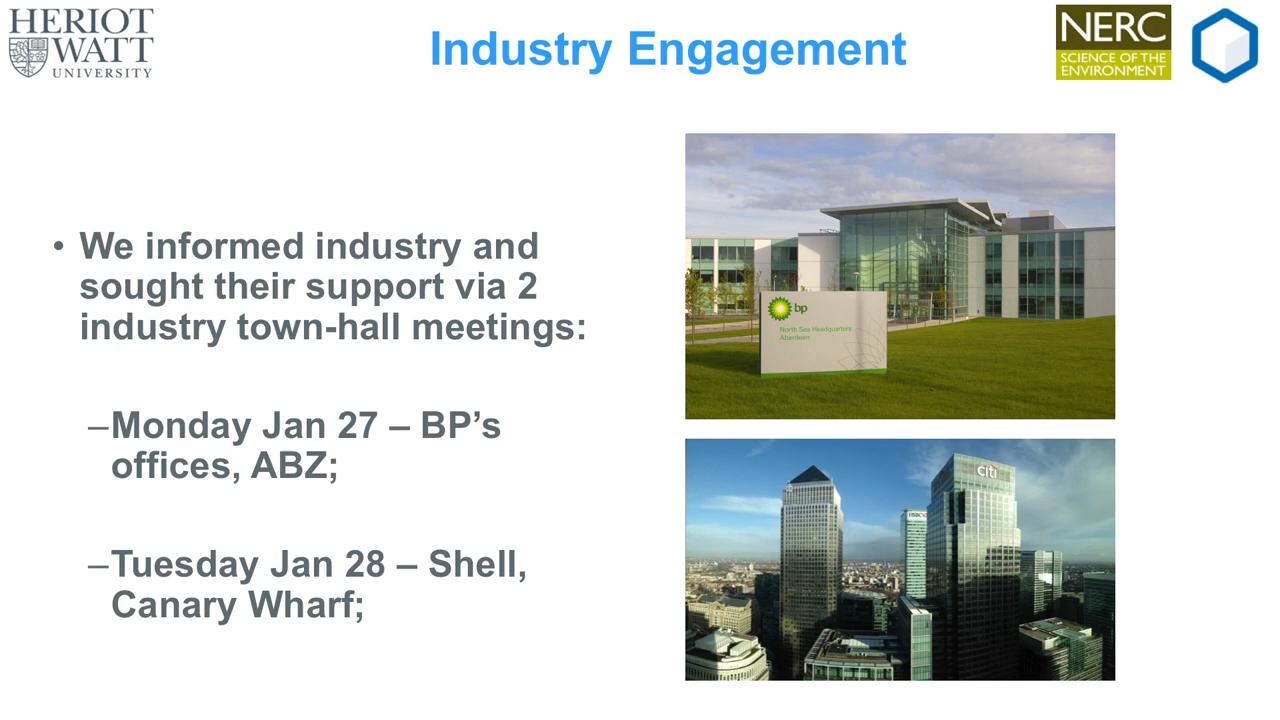 HERIOT
WATT
UNIVERSITY
Industry Engagement
NERC
SCIENCE OF THE
ENVIRONMENT
• We informed industry and
sought their support via 2
industry town-hall meetings:
–Monday Jan 27 – BP’s
offices, ABZ;
–Tuesday Jan 28 – Shell,
Canary Wharf;
bp
North Sea Headquarters
Aberdeen
citi